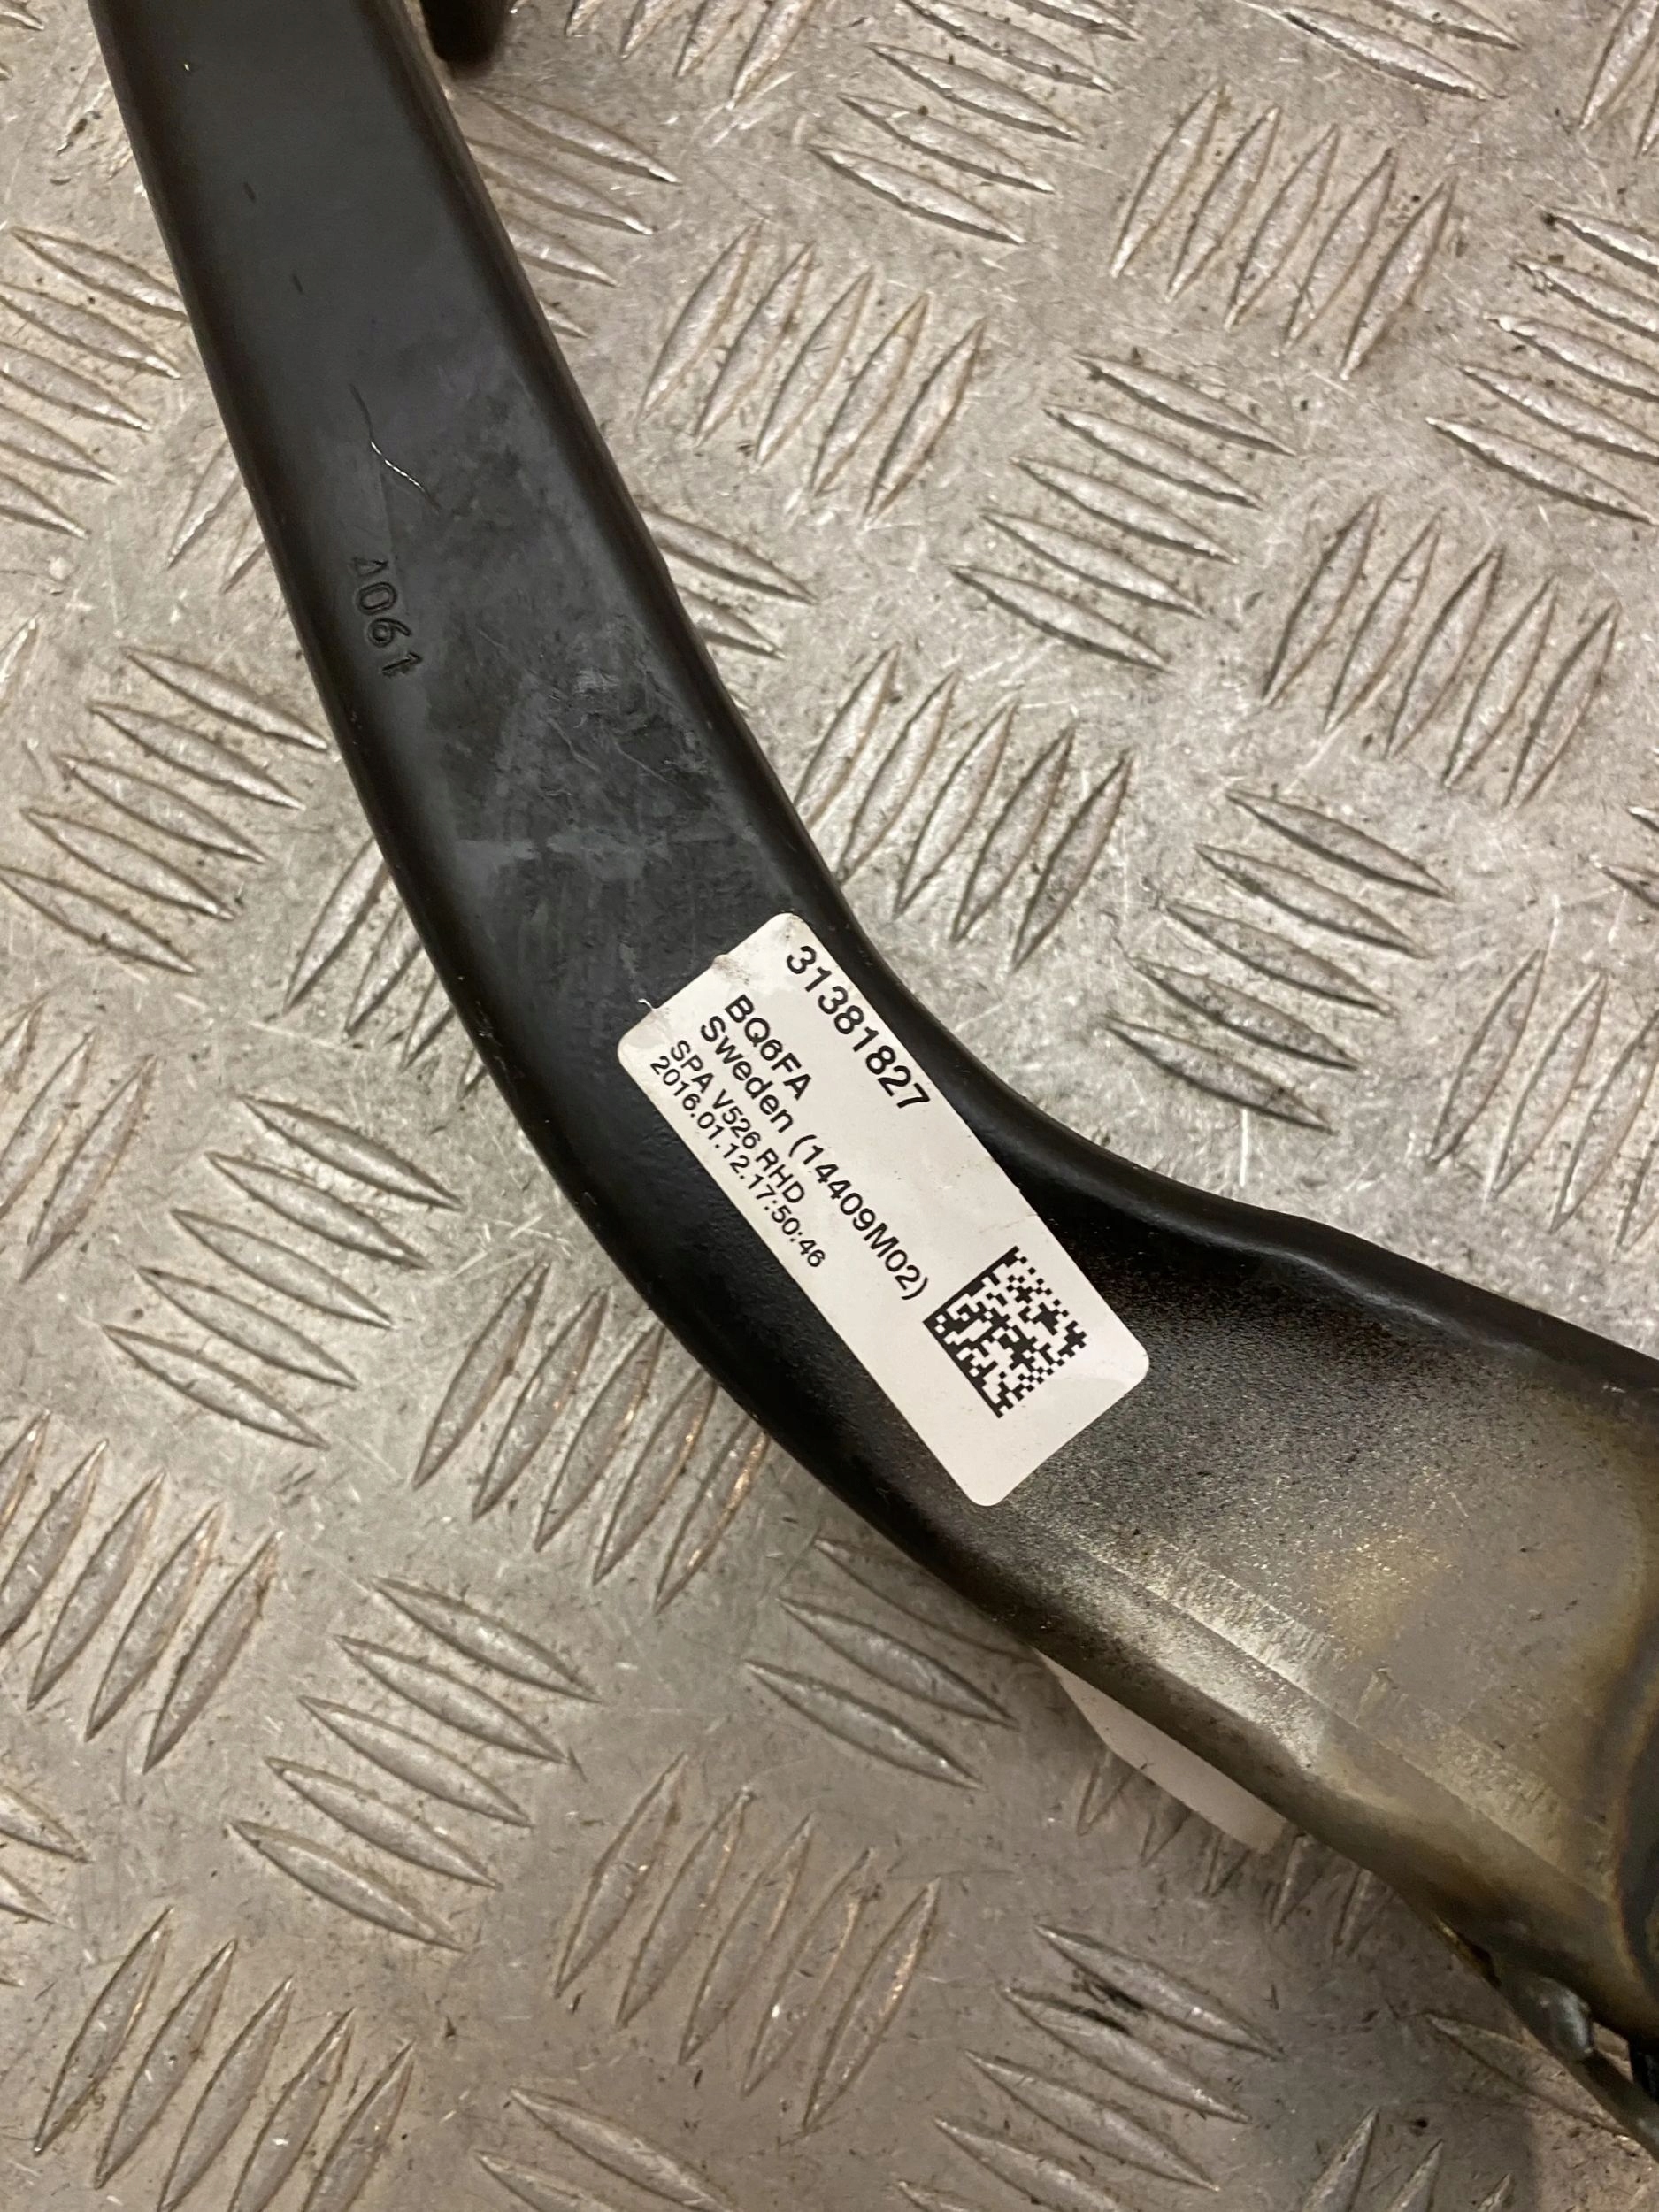 1061
31381827
BQ6FA
Sweden (14409M02)
SPA V526 RHD
2016.01.12.17:50:46